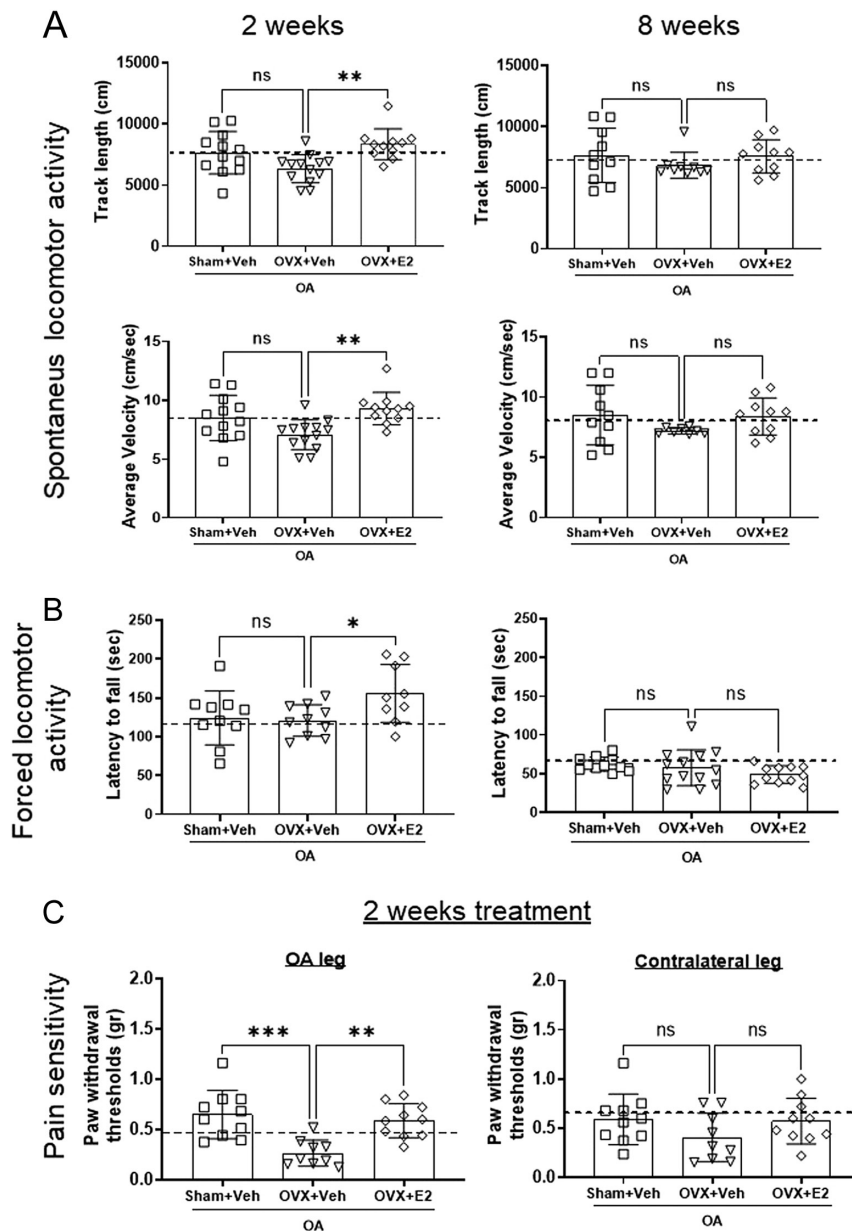 A
2 weeks
8 weeks
Spontaneus locomotor activity
Track length (cm)
15000
10000
5000
0
ns
**
Sham+Veh
OVX+Veh
OVX+E2
OA
Track length (cm)
15000
10000
5000
0
ns
ns
Sham+Veh
OVX+Veh
OVX+E2
OA
Average Velocity (cm/sec)
15
10
5
0
ns
**
Sham+Veh
OVX+Veh
OVX+E2
OA
Average Velocity (cm/sec)
15
10
5
0
ns
ns
Sham+Veh
OVX+Veh
OVX+E2
OA
B
Forced locomotor
activity
Latency to fall (sec)
250
200
150
100
50
0
ns
*
Sham+Veh
OVX+Veh
OVX+E2
OA
Latency to fall (sec)
250
200
150
100
50
0
ns
ns
Sham+Veh
OVX+Veh
OVX+E2
OA
C
2 weeks treatment
Pain sensitivity
OA leg
Paw withdrawal
thresholds (gr)
2.0
1.5
1.0
0.5
0.0
***
**
Sham+Veh
OVX+Veh
OVX+E2
OA
Contralateral leg
Paw withdrawal
thresholds (gr)
2.0
1.5
1.0
0.5
0.0
ns
ns
Sham+Veh
OVX+Veh
OVX+E2
OA